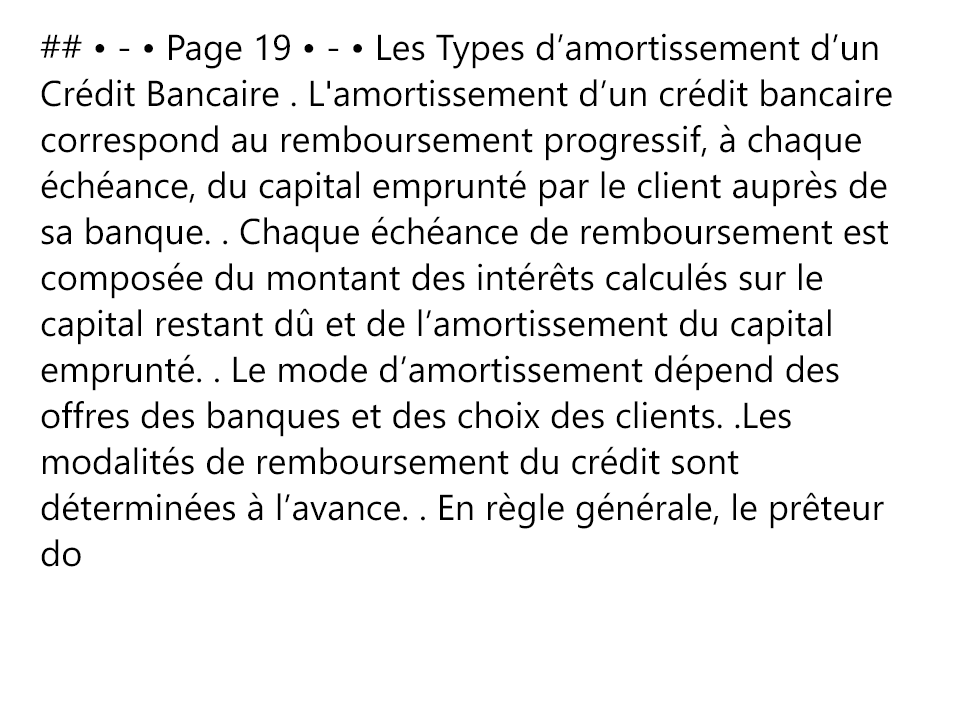 ## • - • Page 19 • - • Les Types d’amortissement d’un
Crédit Bancaire . L'amortissement d’un crédit bancaire
correspond au remboursement progressif, à chaque
échéance, du capital emprunté par le client auprès de
sa banque. . Chaque échéance de remboursement est
composée du montant des intérêts calculés sur le
capital restant dû et de l’amortissement du capital
emprunté. . Le mode d’amortissement dépend des
offres des banques et des choix des clients. .Les
modalités de remboursement du crédit sont
déterminées à l’avance. . En règle générale, le prêteur
do